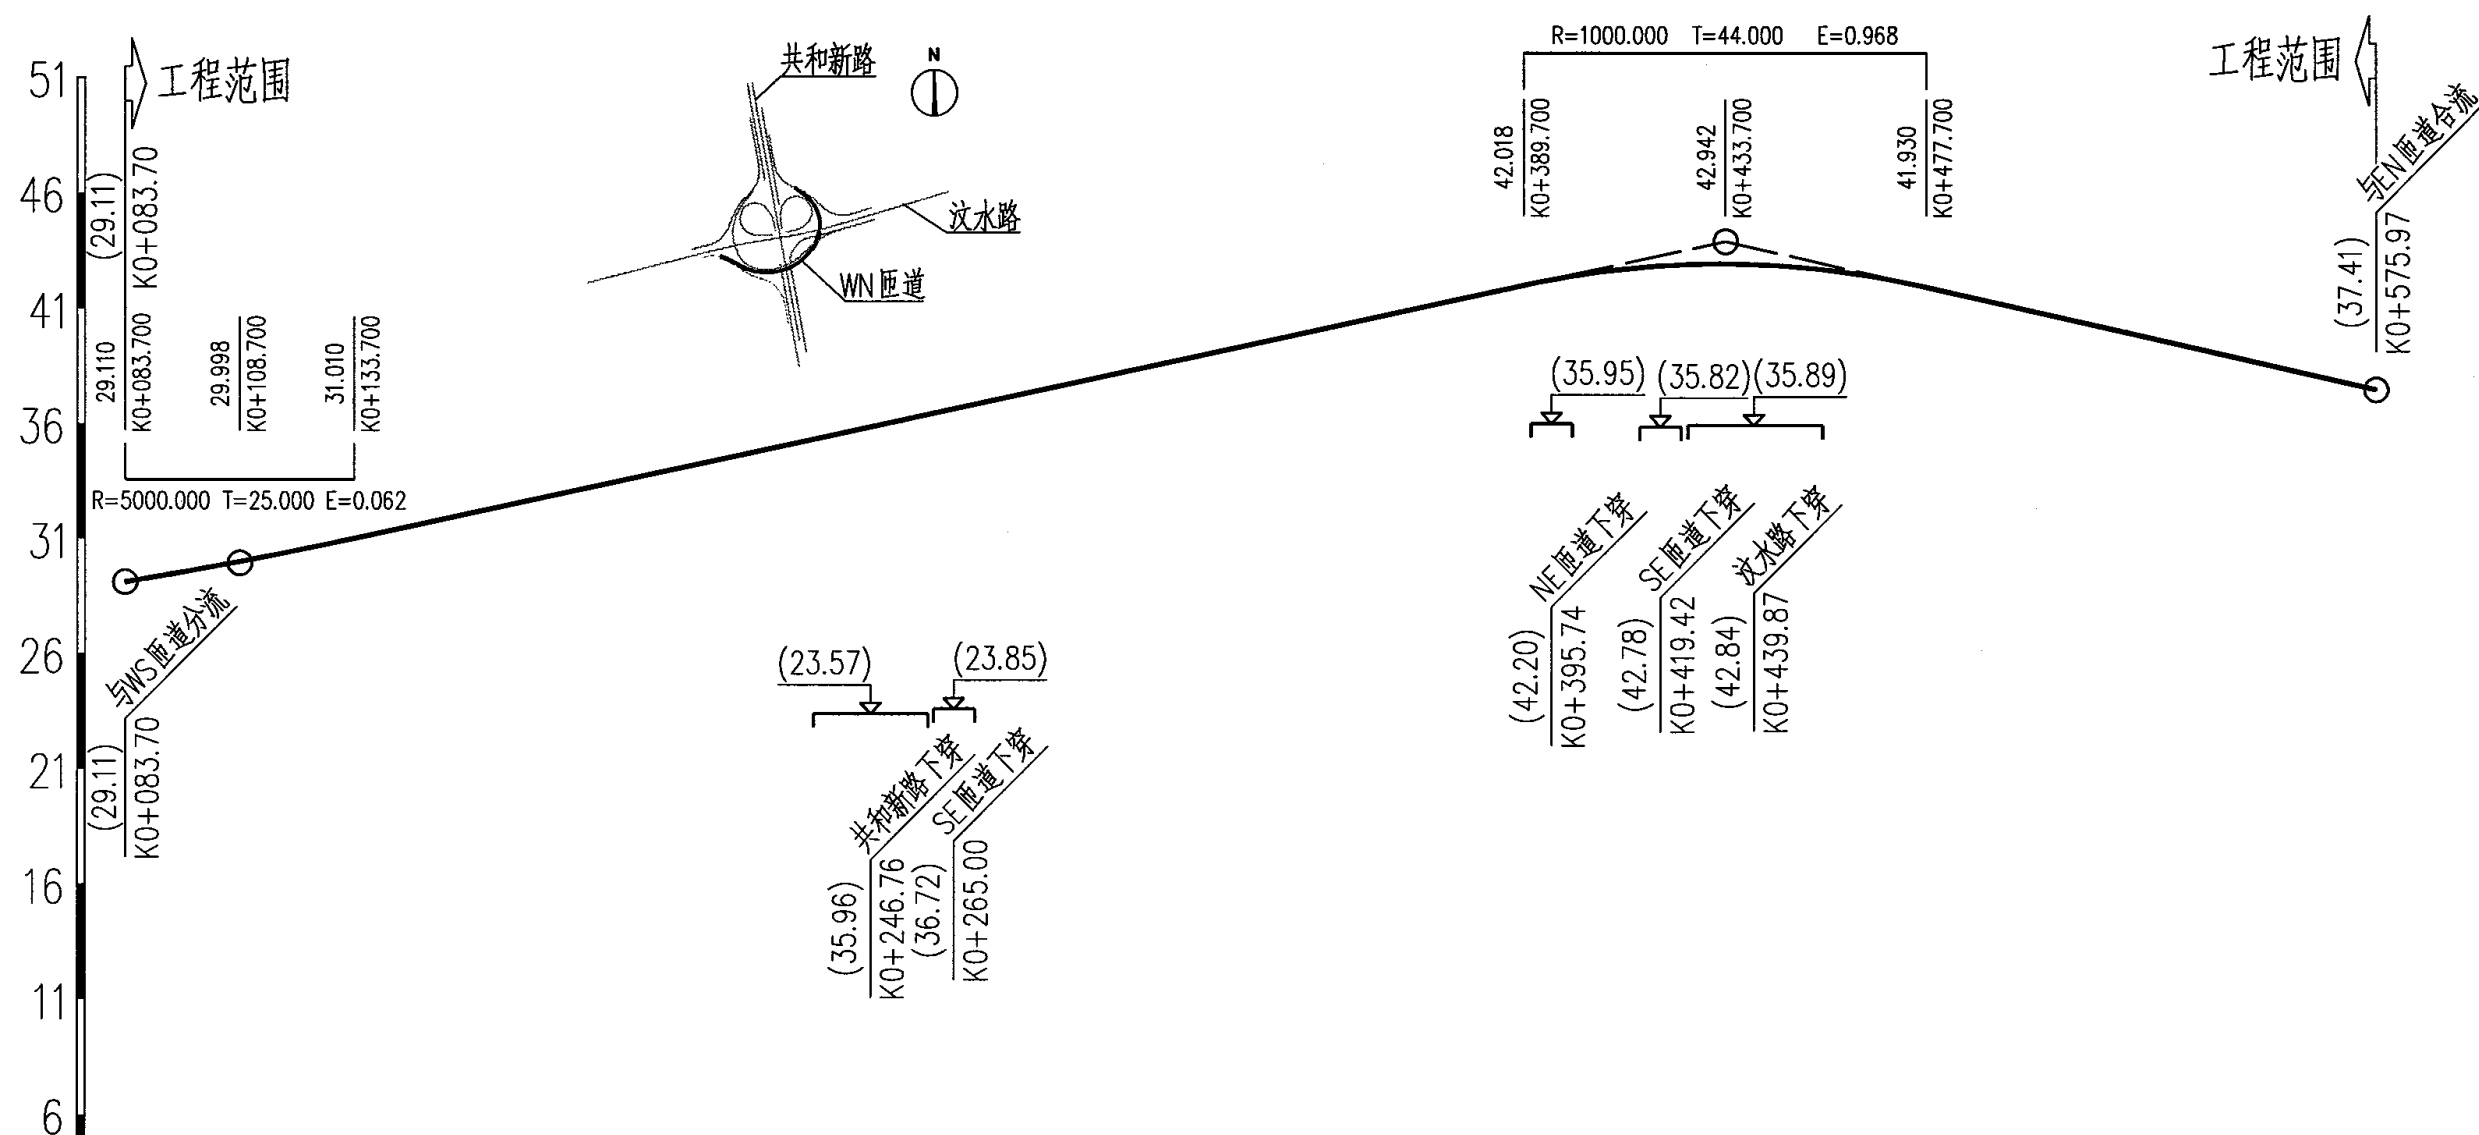 R=1000.000 T=44.000 E=0.968
工程范围
工程范围
共和新路
N
汶水路
WN匝道
51
46
41
36
31
26
21
16
11
6
(29.11)
K0+083.70
29.110
K0+083.700
29.998
K0+108.700
31.010
K0+133.700
R=5000.000 T=25.000 E=0.062
42.018
K0+389.700
42.942
K0+433.700
41.930
K0+477.700
与EN匝道合流
(37.41)
K0+575.97
(35.95)
(35.82)
(35.89)
NE匝道下穿
(42.20)
K0+395.74
SE匝道下穿
(42.78)
K0+419.42
汶水路下穿
(42.84)
K0+439.87
与WS匝道分流
(29.11)
K0+083.70
(23.57)
(23.85)
共和新路下穿
(35.96)
K0+246.76
SE匝道下穿
(36.72)
K0+265.00